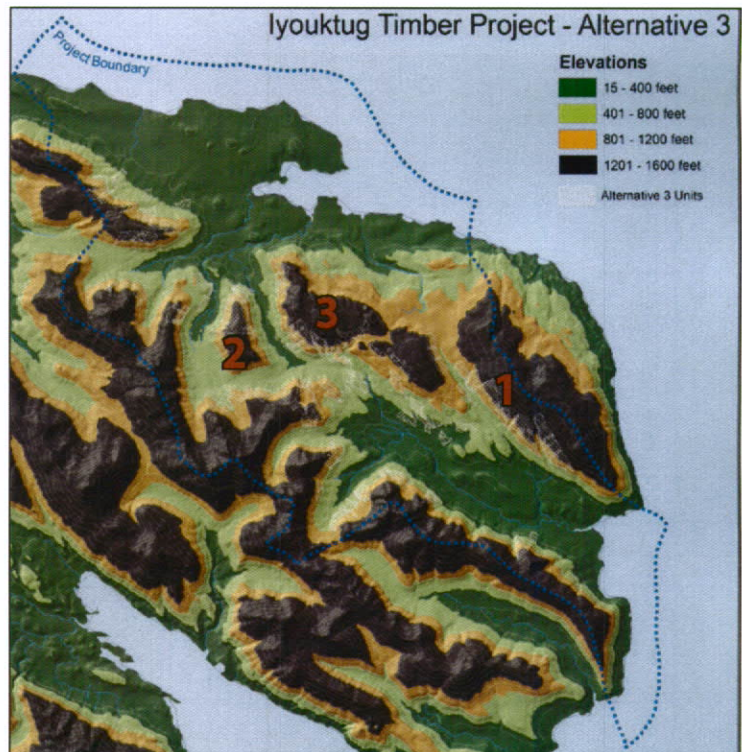 Iyouktug Timber Project - Alternative 3
Project Boundary
Elevations
15 - 400 feet
401 - 800 feet
801 - 1200 feet
1201 - 1600 feet
Alternative 3 Units
3
2
1